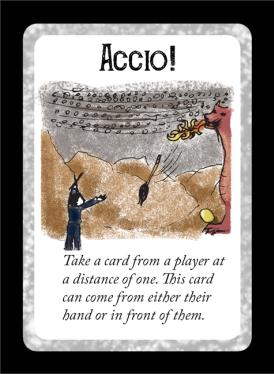 Accio!
Take a card from a player at
a distance of one. This card
can come from either their
hand or in front of them.